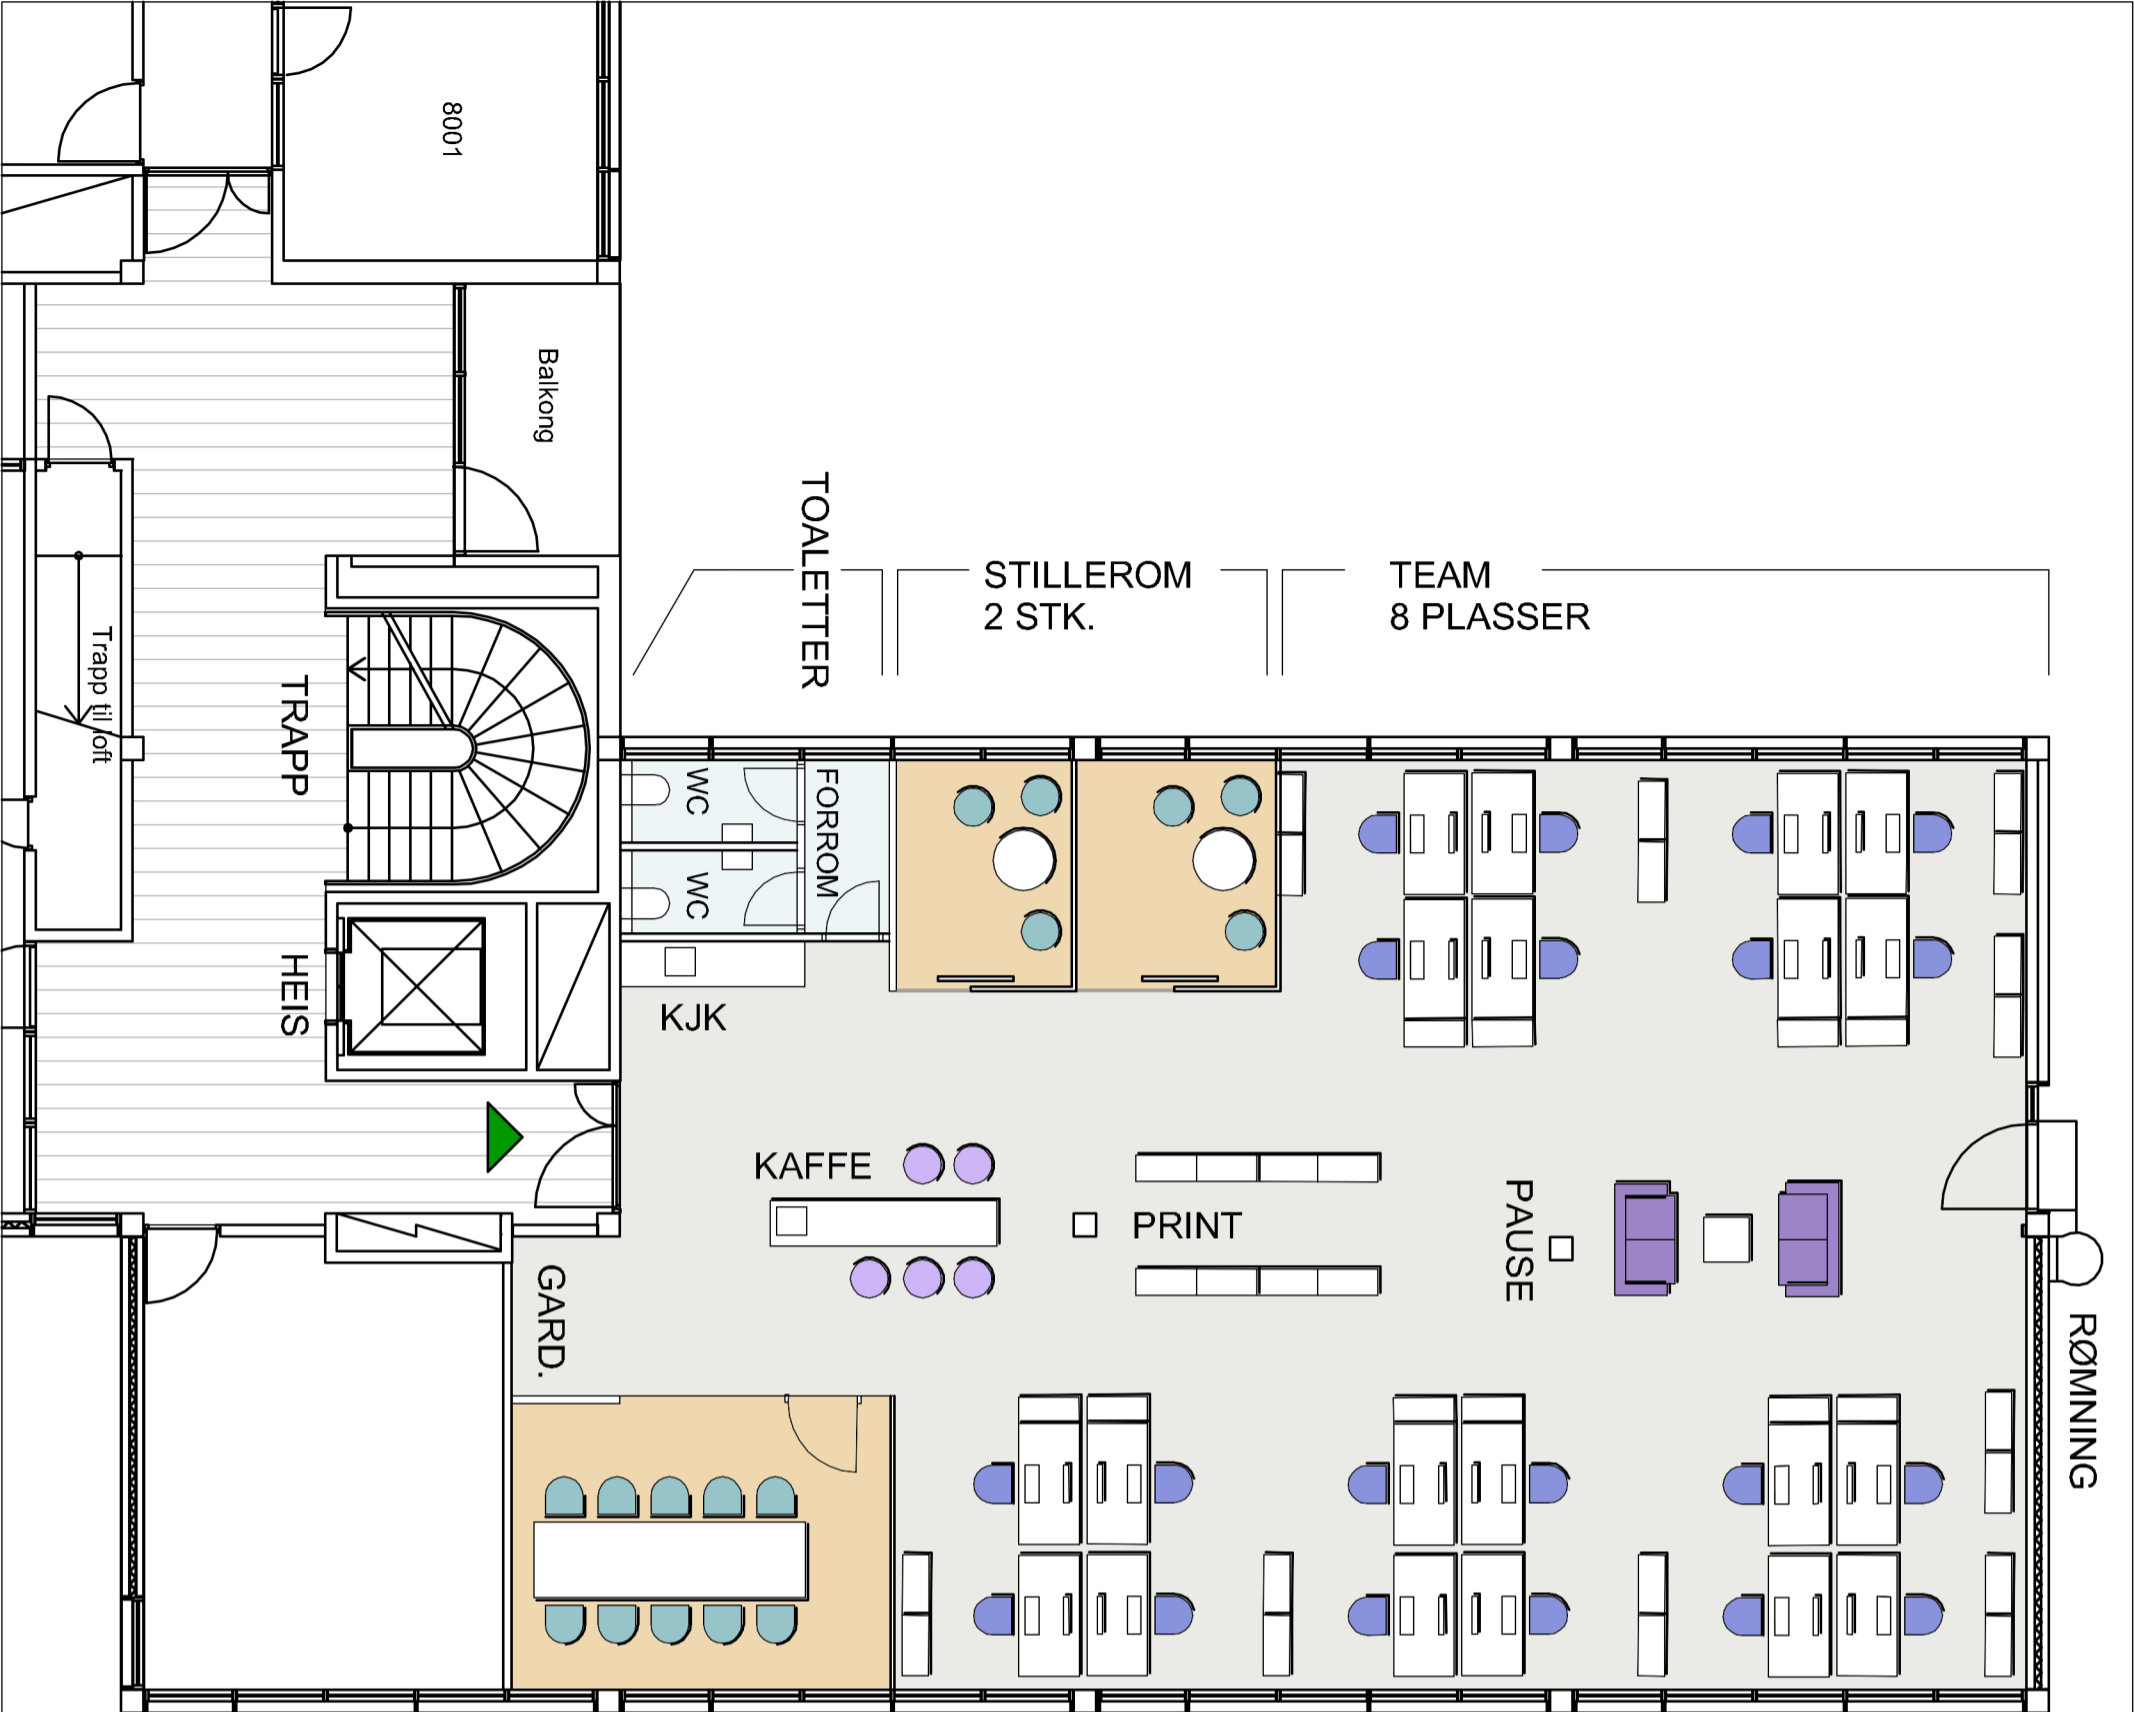 8001
Balkong
TOALETTER
STILLEROM
2 STK.
TEAM
8 PLASSER
Trapp til loft
TRAPP
WC
FORROM
WC
HEIS
KJK
KAFFE
PRINT
PAUSE
GARD.
RØMNING